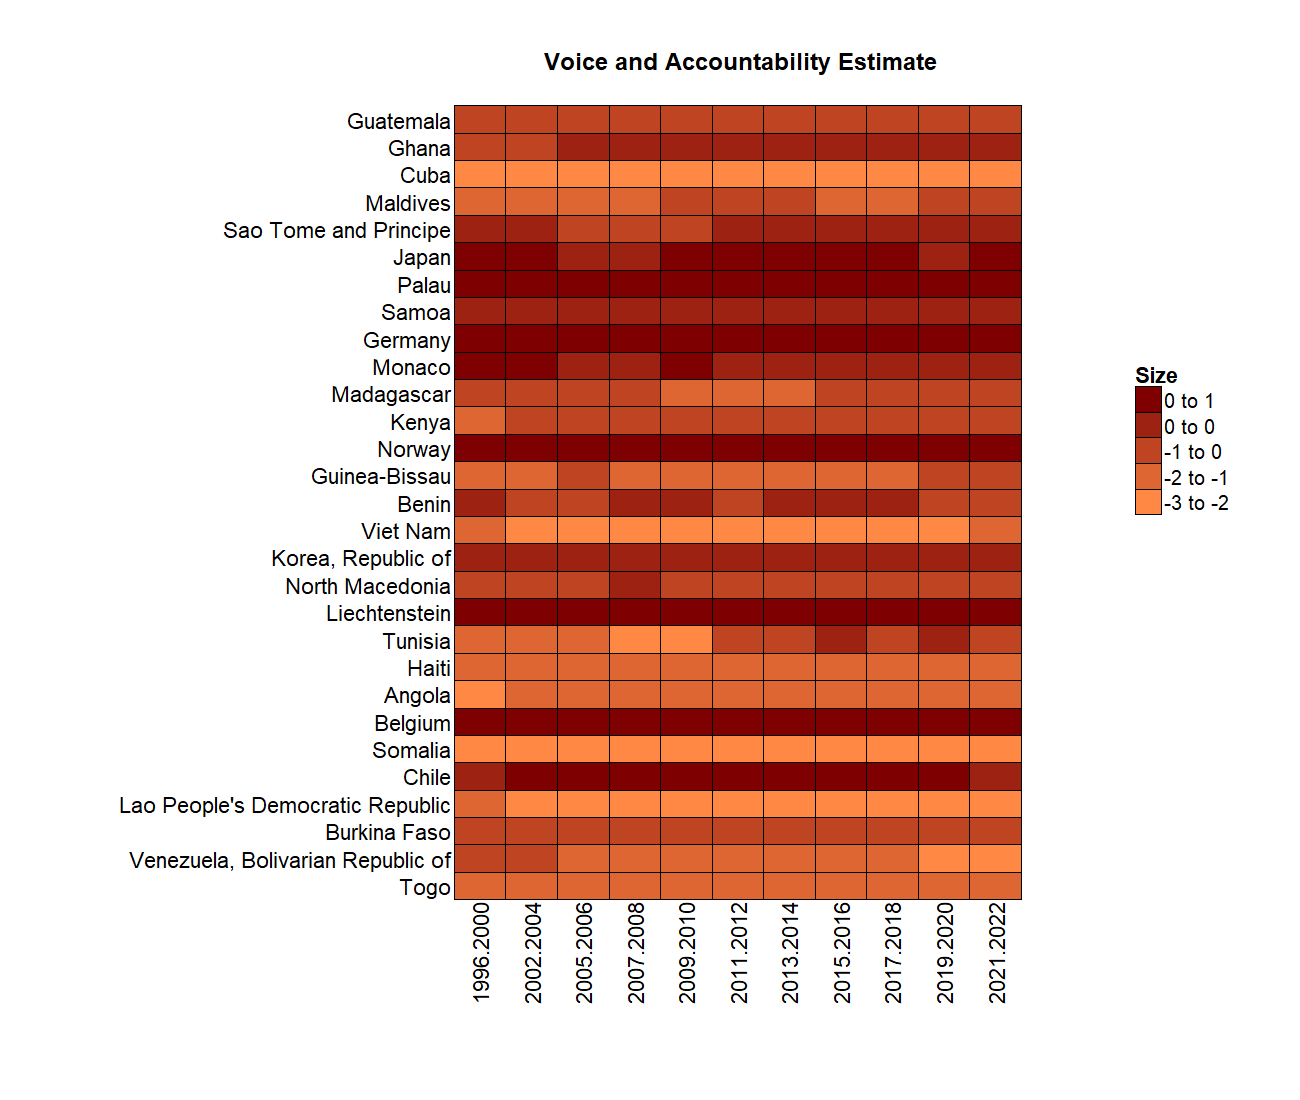 Voice and Accountability Estimate
Guatemala
Ghana
Cuba
Maldives
Sao Tome and Principe
Japan
Palau
Samoa
Germany
Monaco
Madagascar
Kenya
Norway
Guinea-Bissau
Benin
Viet Nam
Korea, Republic of
North Macedonia
Liechtenstein
Tunisia
Haiti
Angola
Belgium
Somalia
Chile
Lao People's Democratic Republic
Burkina Faso
Venezuela, Bolivarian Republic of
Togo
1996.2000
2002.2004
2005.2006
2007.2008
2009.2010
2011.2012
2013.2014
2015.2016
2017.2018
2019.2020
2021.2022
Size
0 to 1
0 to 0
-1 to 0
-2 to -1
-3 to -2